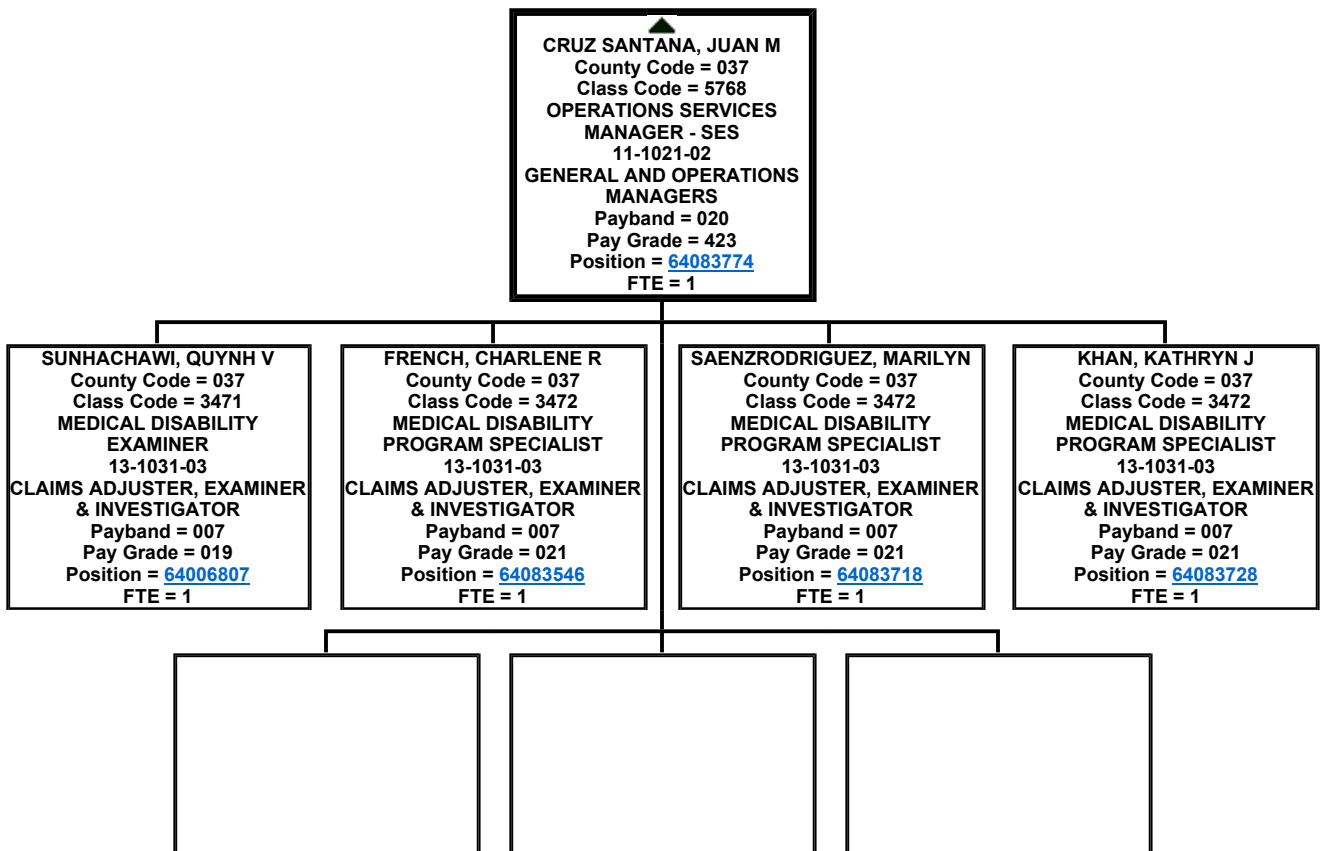 CRUZ SANTANA, JUAN M
County Code = 037
Class Code = 5768
OPERATIONS SERVICES
MANAGER - SES
11-1021-02
GENERAL AND OPERATIONS
MANAGERS
Payband = 020
Pay Grade = 423
Position = 64083774
FTE = 1
SUNHACHAWI, QUYNH V
County Code = 037
Class Code = 3471
MEDICAL DISABILITY
EXAMINER
13-1031-03
CLAIMS ADJUSTER, EXAMINER
& INVESTIGATOR
Payband = 007
Pay Grade = 019
Position = 64006807
FTE = 1
FRENCH, CHARLENE R
County Code = 037
Class Code = 3472
MEDICAL DISABILITY
PROGRAM SPECIALIST
13-1031-03
CLAIMS ADJUSTER, EXAMINER
& INVESTIGATOR
Payband = 007
Pay Grade = 021
Position = 64083546
FTE = 1
SAENZRODRIGUEZ, MARILYN
County Code = 037
Class Code = 3472
MEDICAL DISABILITY
PROGRAM SPECIALIST
13-1031-03
CLAIMS ADJUSTER, EXAMINER
& INVESTIGATOR
Payband = 007
Pay Grade = 021
Position = 64083718
FTE = 1
KHAN, KATHRYN J
County Code = 037
Class Code = 3472
MEDICAL DISABILITY
PROGRAM SPECIALIST
13-1031-03
CLAIMS ADJUSTER, EXAMINER
& INVESTIGATOR
Payband = 007
Pay Grade = 021
Position = 64083728
FTE = 1